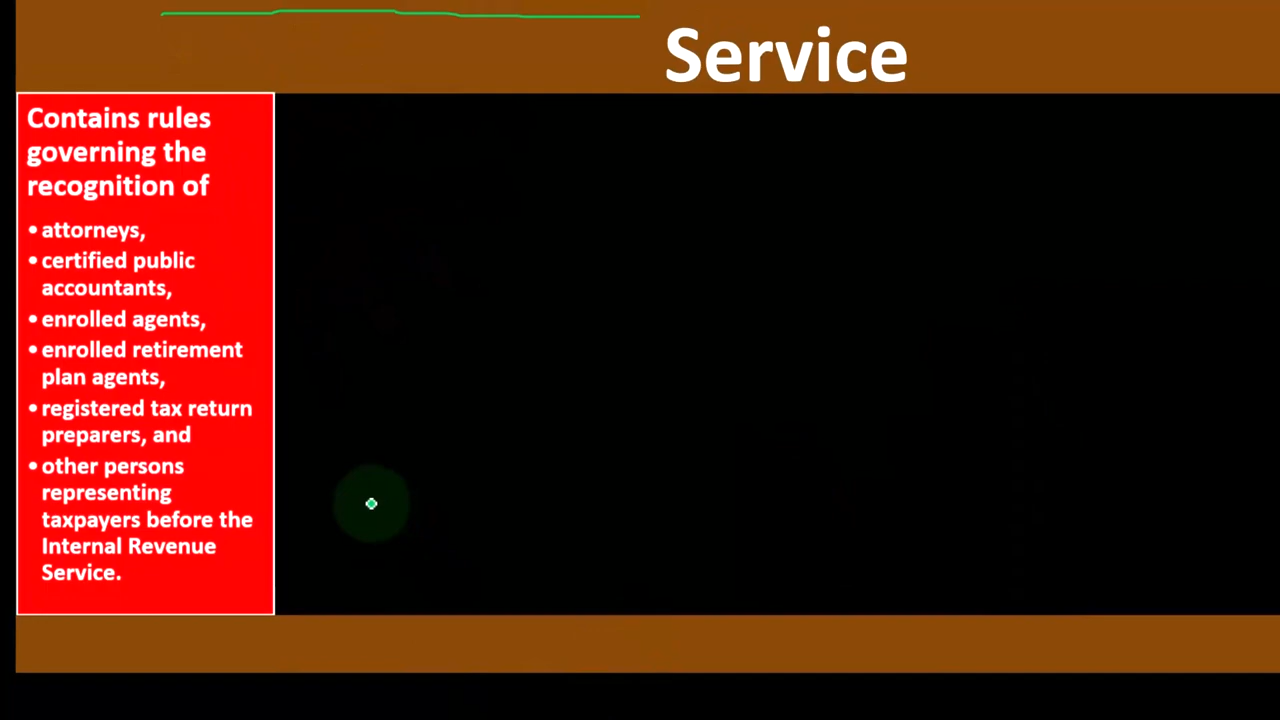 Service
Contains rules
governing the
recognition of
• attorneys,
• certified public
accountants,
• enrolled agents,
• enrolled retirement
plan agents,
• registered tax return
preparers, and
• other persons
representing
taxpayers before the
Internal Revenue
Service.